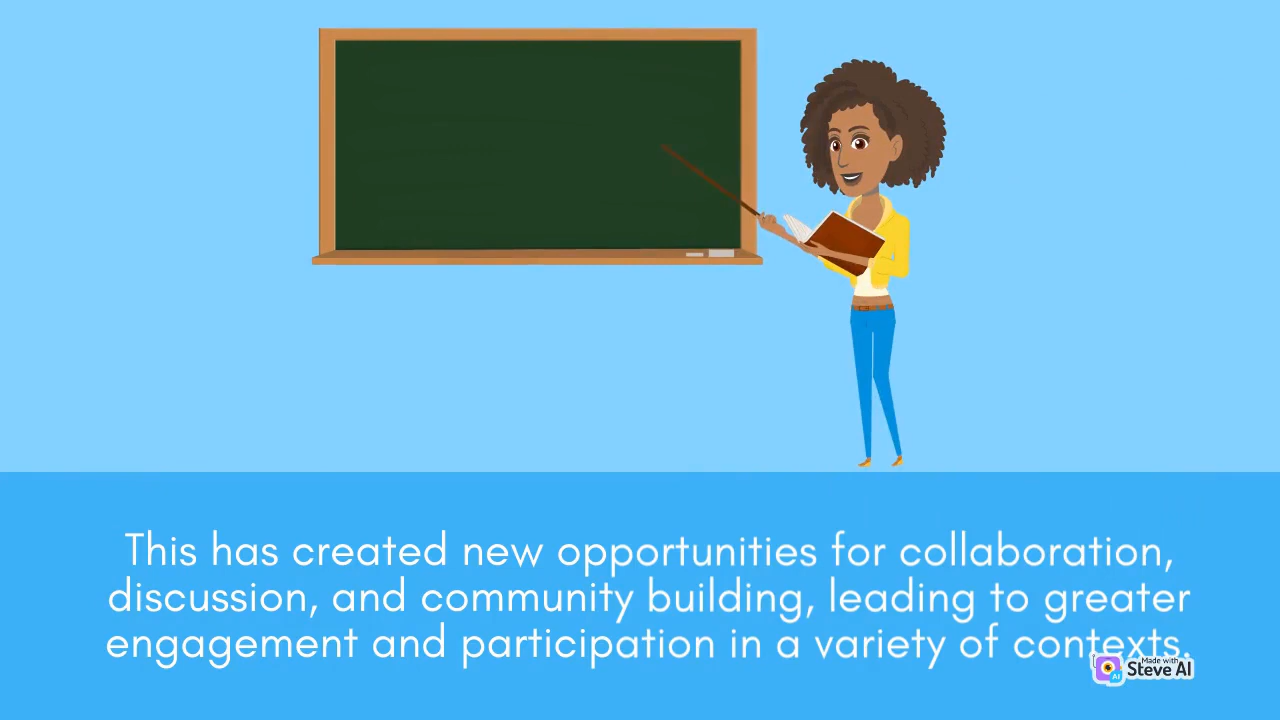 This has created new opportunities for collaboration,
discussion, and community building, leading to greater
engagement and participation in a variety of contexts.
Made with
Steve AI
AI